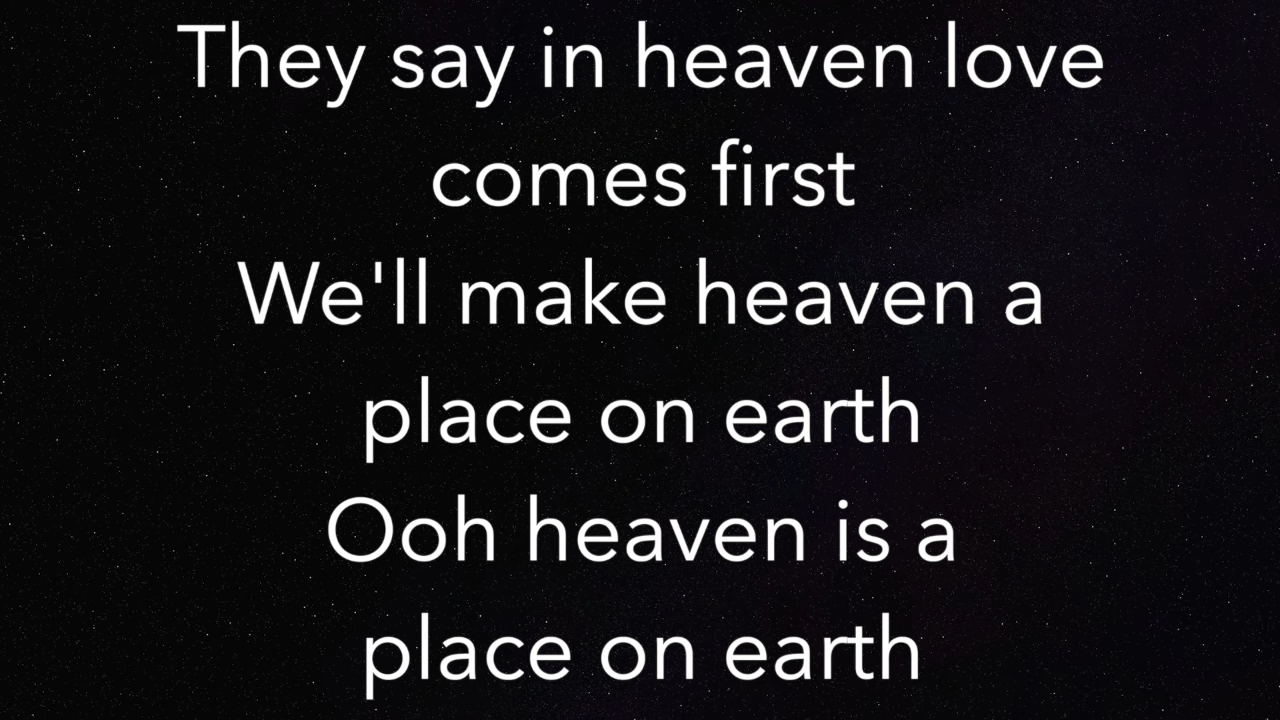 They say in heaven love
comes first
We'll make heaven a
place on earth
Ooh heaven is a
place on earth